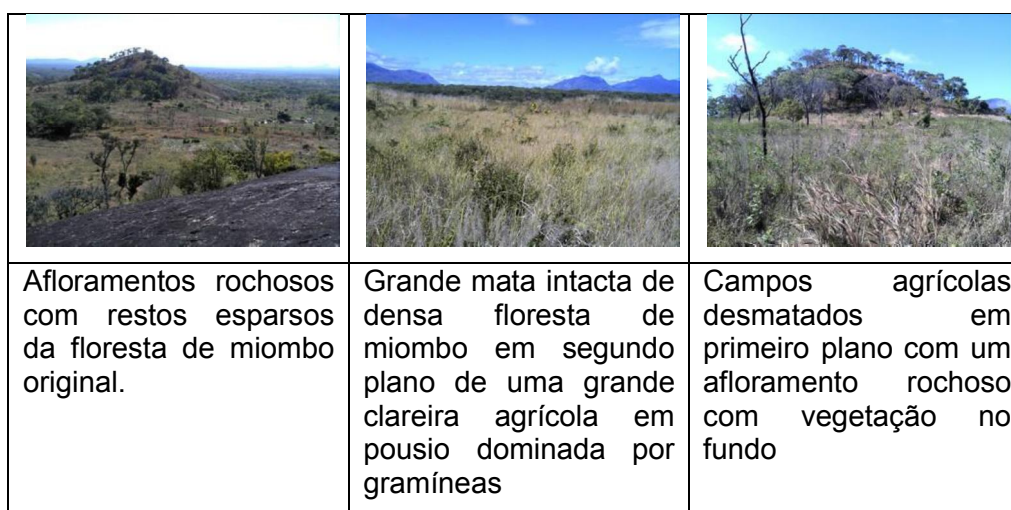 Afloramentos rochosos
com restos esparsos
da floresta de miombo
original.
Grande mata intacta de
densa floresta de
miombo em segundo
plano de uma grande
clareira agrícola em
pousio dominada por
gramíneas
Campos agrícolas
desmatados em
primeiro plano com um
afloramento rochoso
com vegetação no
fundo